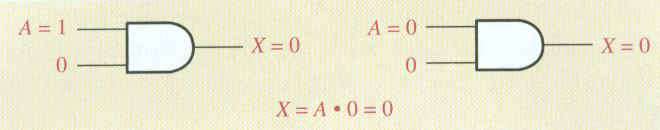 A = 1
0
X = 0
A = 0
0
X = 0
X = A • 0 = 0